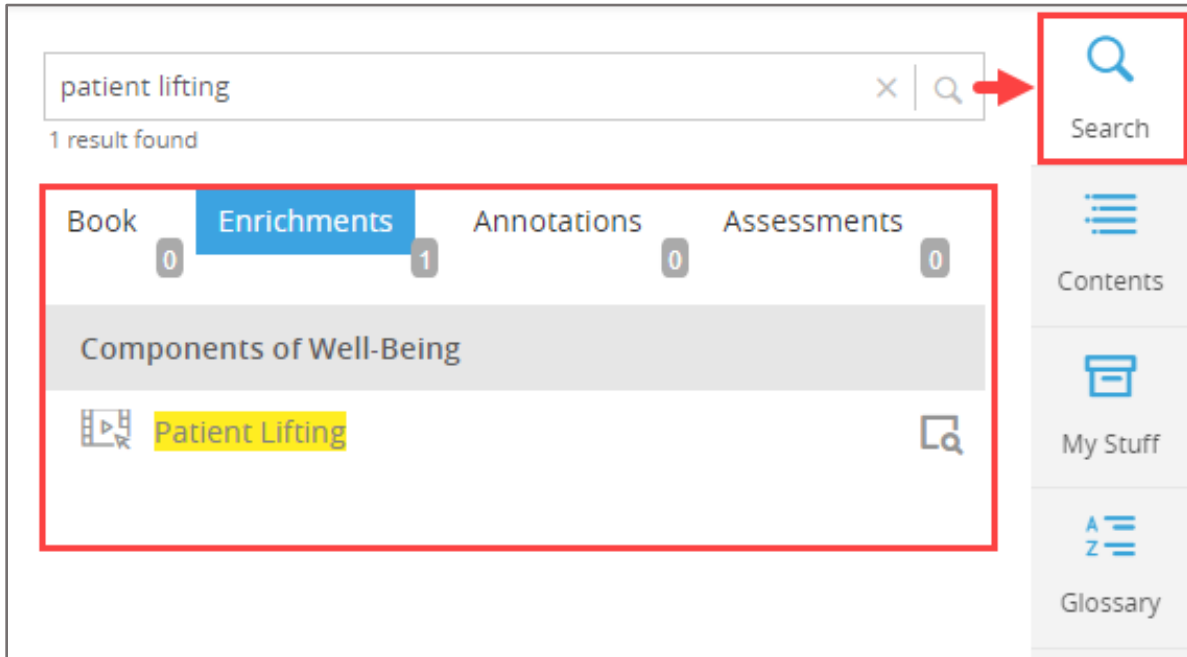 patient lifting
1 result found
Book 0 Enrichments 1 Annotations 0 Assessments 0
Components of Well-Being
Patient Lifting
Search
Contents
My Stuff
A
Z
Glossary